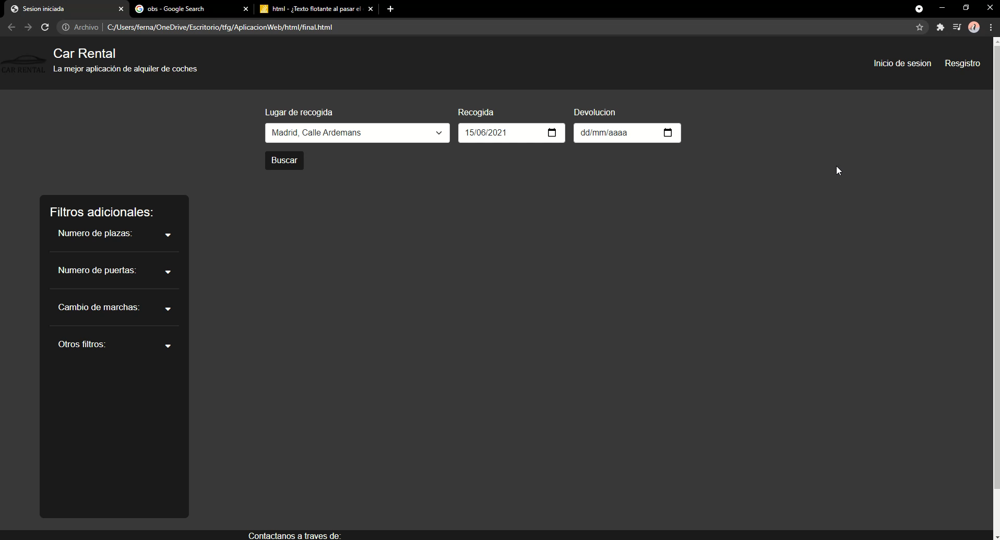 Sesion iniciada
obs - Google Search
html - ¿Texto flotante al pasar el
Archivo
C:/Users/ferna/OneDrive/Escritorio/tfg/AplicacionWeb/html/final.html
CAR RENTAL
Car Rental
La mejor aplicación de alquiler de coches
Inicio de sesion
Resgistro
Lugar de recogida
Recogida
Devolucion
Madrid, Calle Ardemans
15/06/2021
dd/mm/aaaa
Buscar
Filtros adicionales:
Numero de plazas:
Numero de puertas:
Cambio de marchas:
Otros filtros:
Contactanos a traves de: